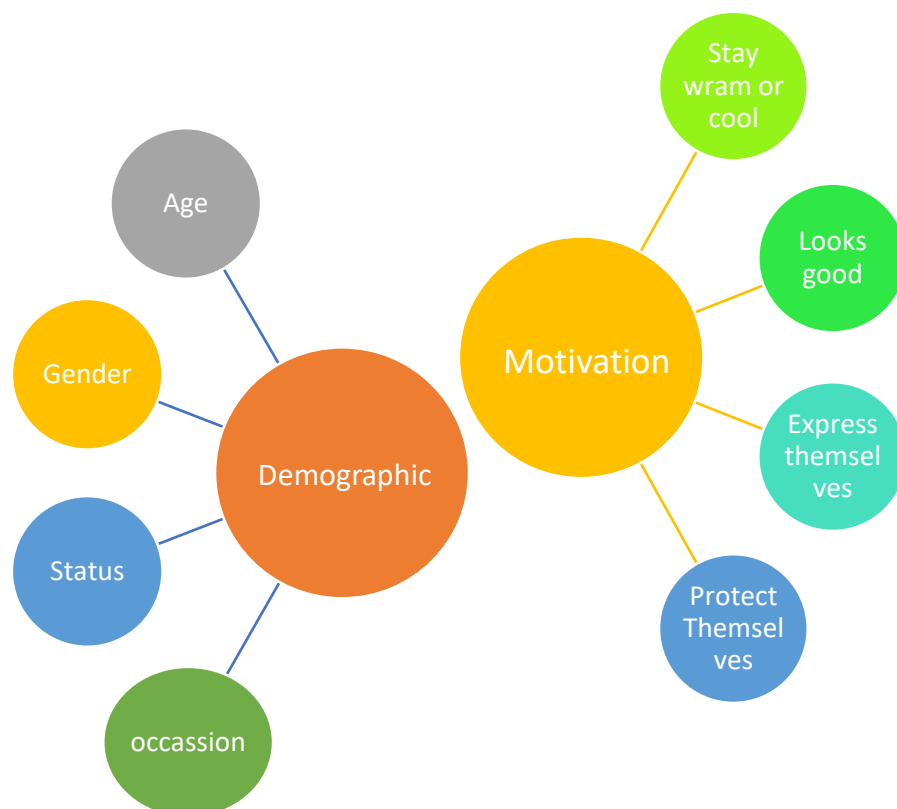 Stay
wram or
cool
Age
Looks
good
Gender
Motivation
Express
themsel
ves
Demographic
Status
Protect
Themsel
ves
occassion